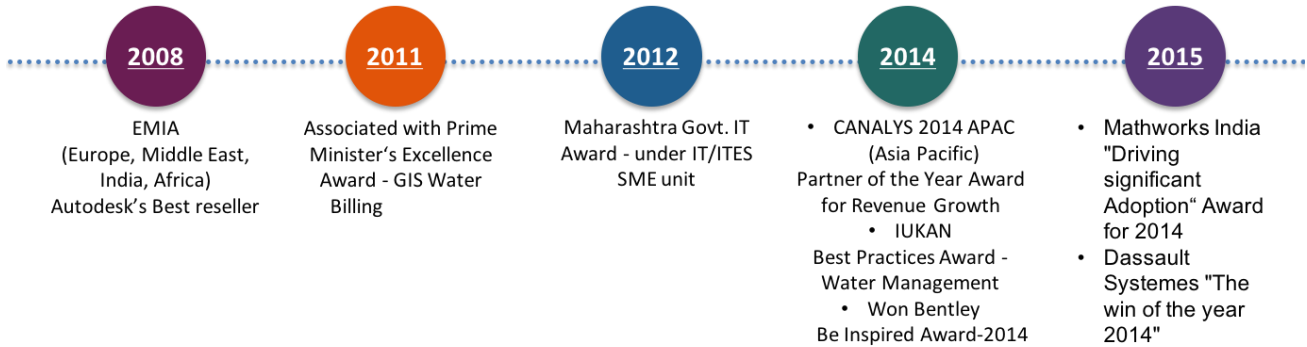 2008
EMIA
(Europe, Middle East,
India, Africa)
Autodesk’s Best reseller
2011
Associated with Prime
Minister‘s Excellence
Award - GIS Water
Billing
2012
Maharashtra Govt. IT
Award - under IT/ITES
SME unit
2014
• CANALYS 2014 APAC
(Asia Pacific)
Partner of the Year Award
for Revenue Growth
• IUKAN
Best Practices Award -
Water Management
• Won Bentley
Be Inspired Award-2014
2015
• Mathworks India
"Driving
significant
Adoption“ Award
for 2014
• Dassault
Systemes "The
win of the year
2014"